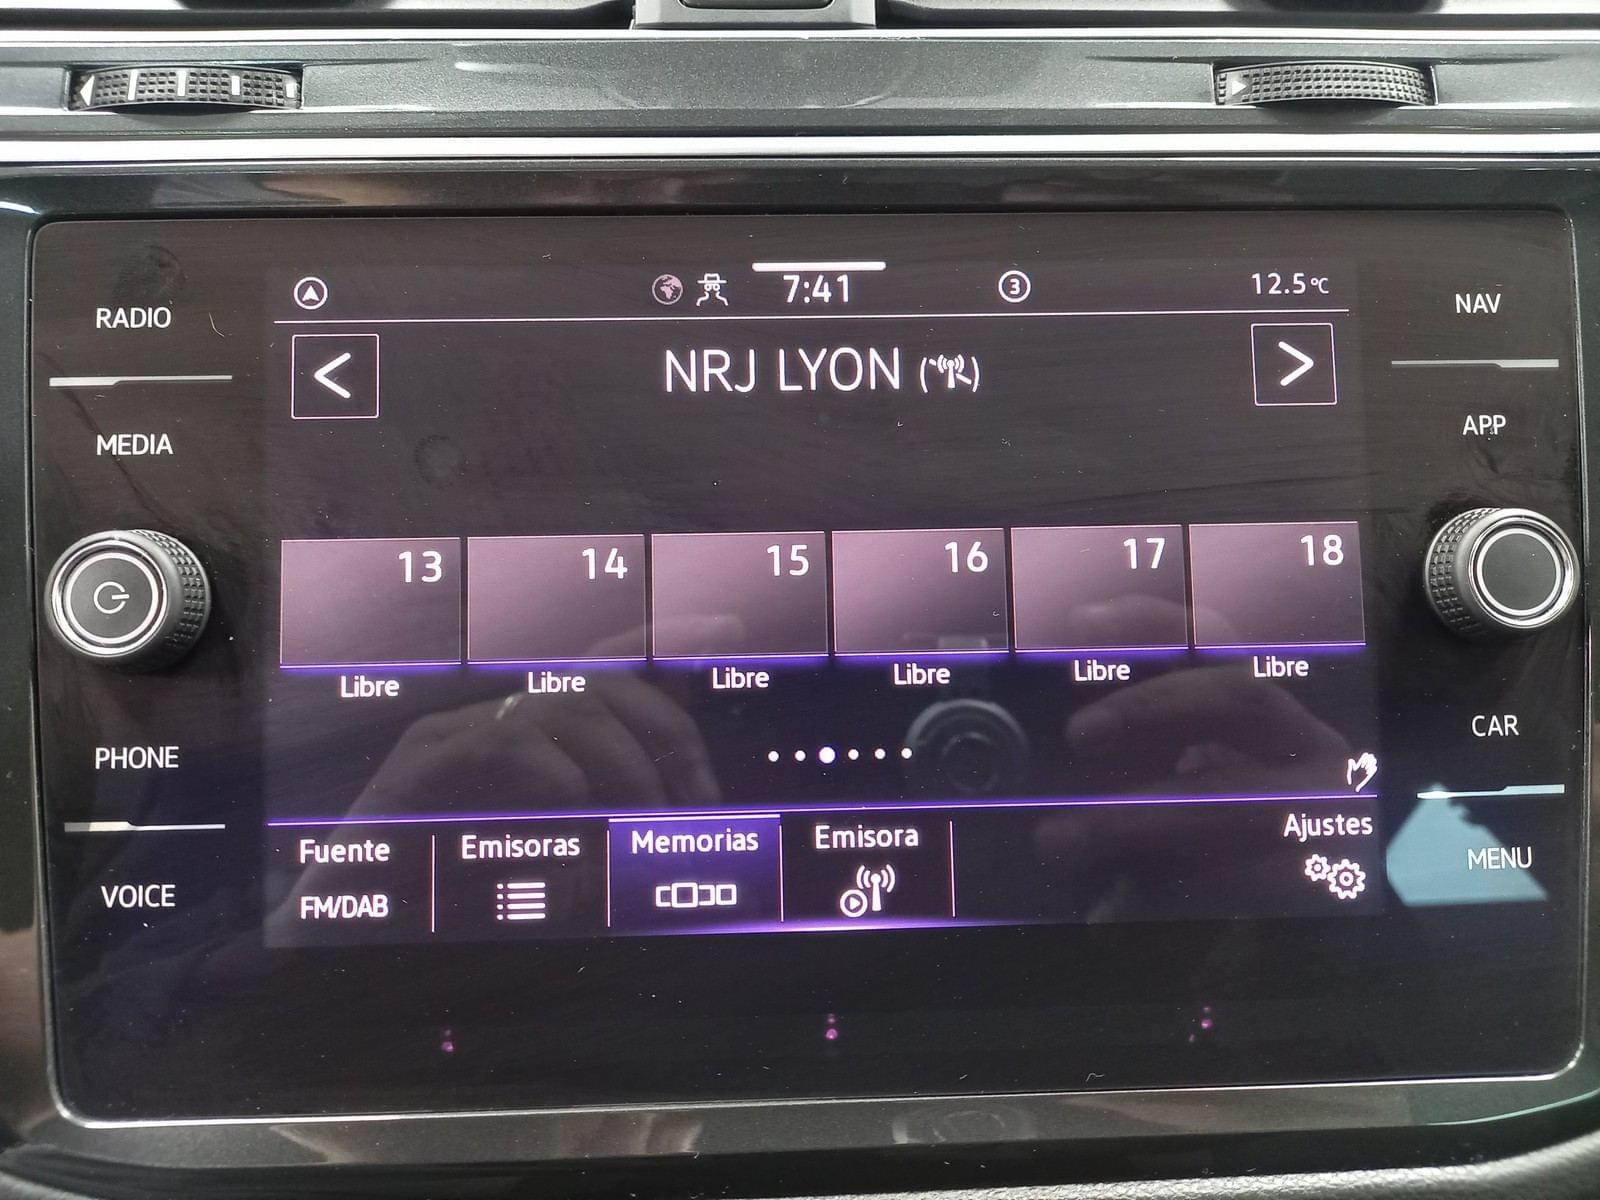 RADIO
MEDIA
PHONE
VOICE
7:41
3
12.5°C
NRJ LYON
13
14
15
16
17
18
Libre
Libre
Libre
Libre
Libre
Libre
Fuente
FM/DAB
Emisoras
Memorias
Emisora
Ajustes
NAV
APP
CAR
MENU